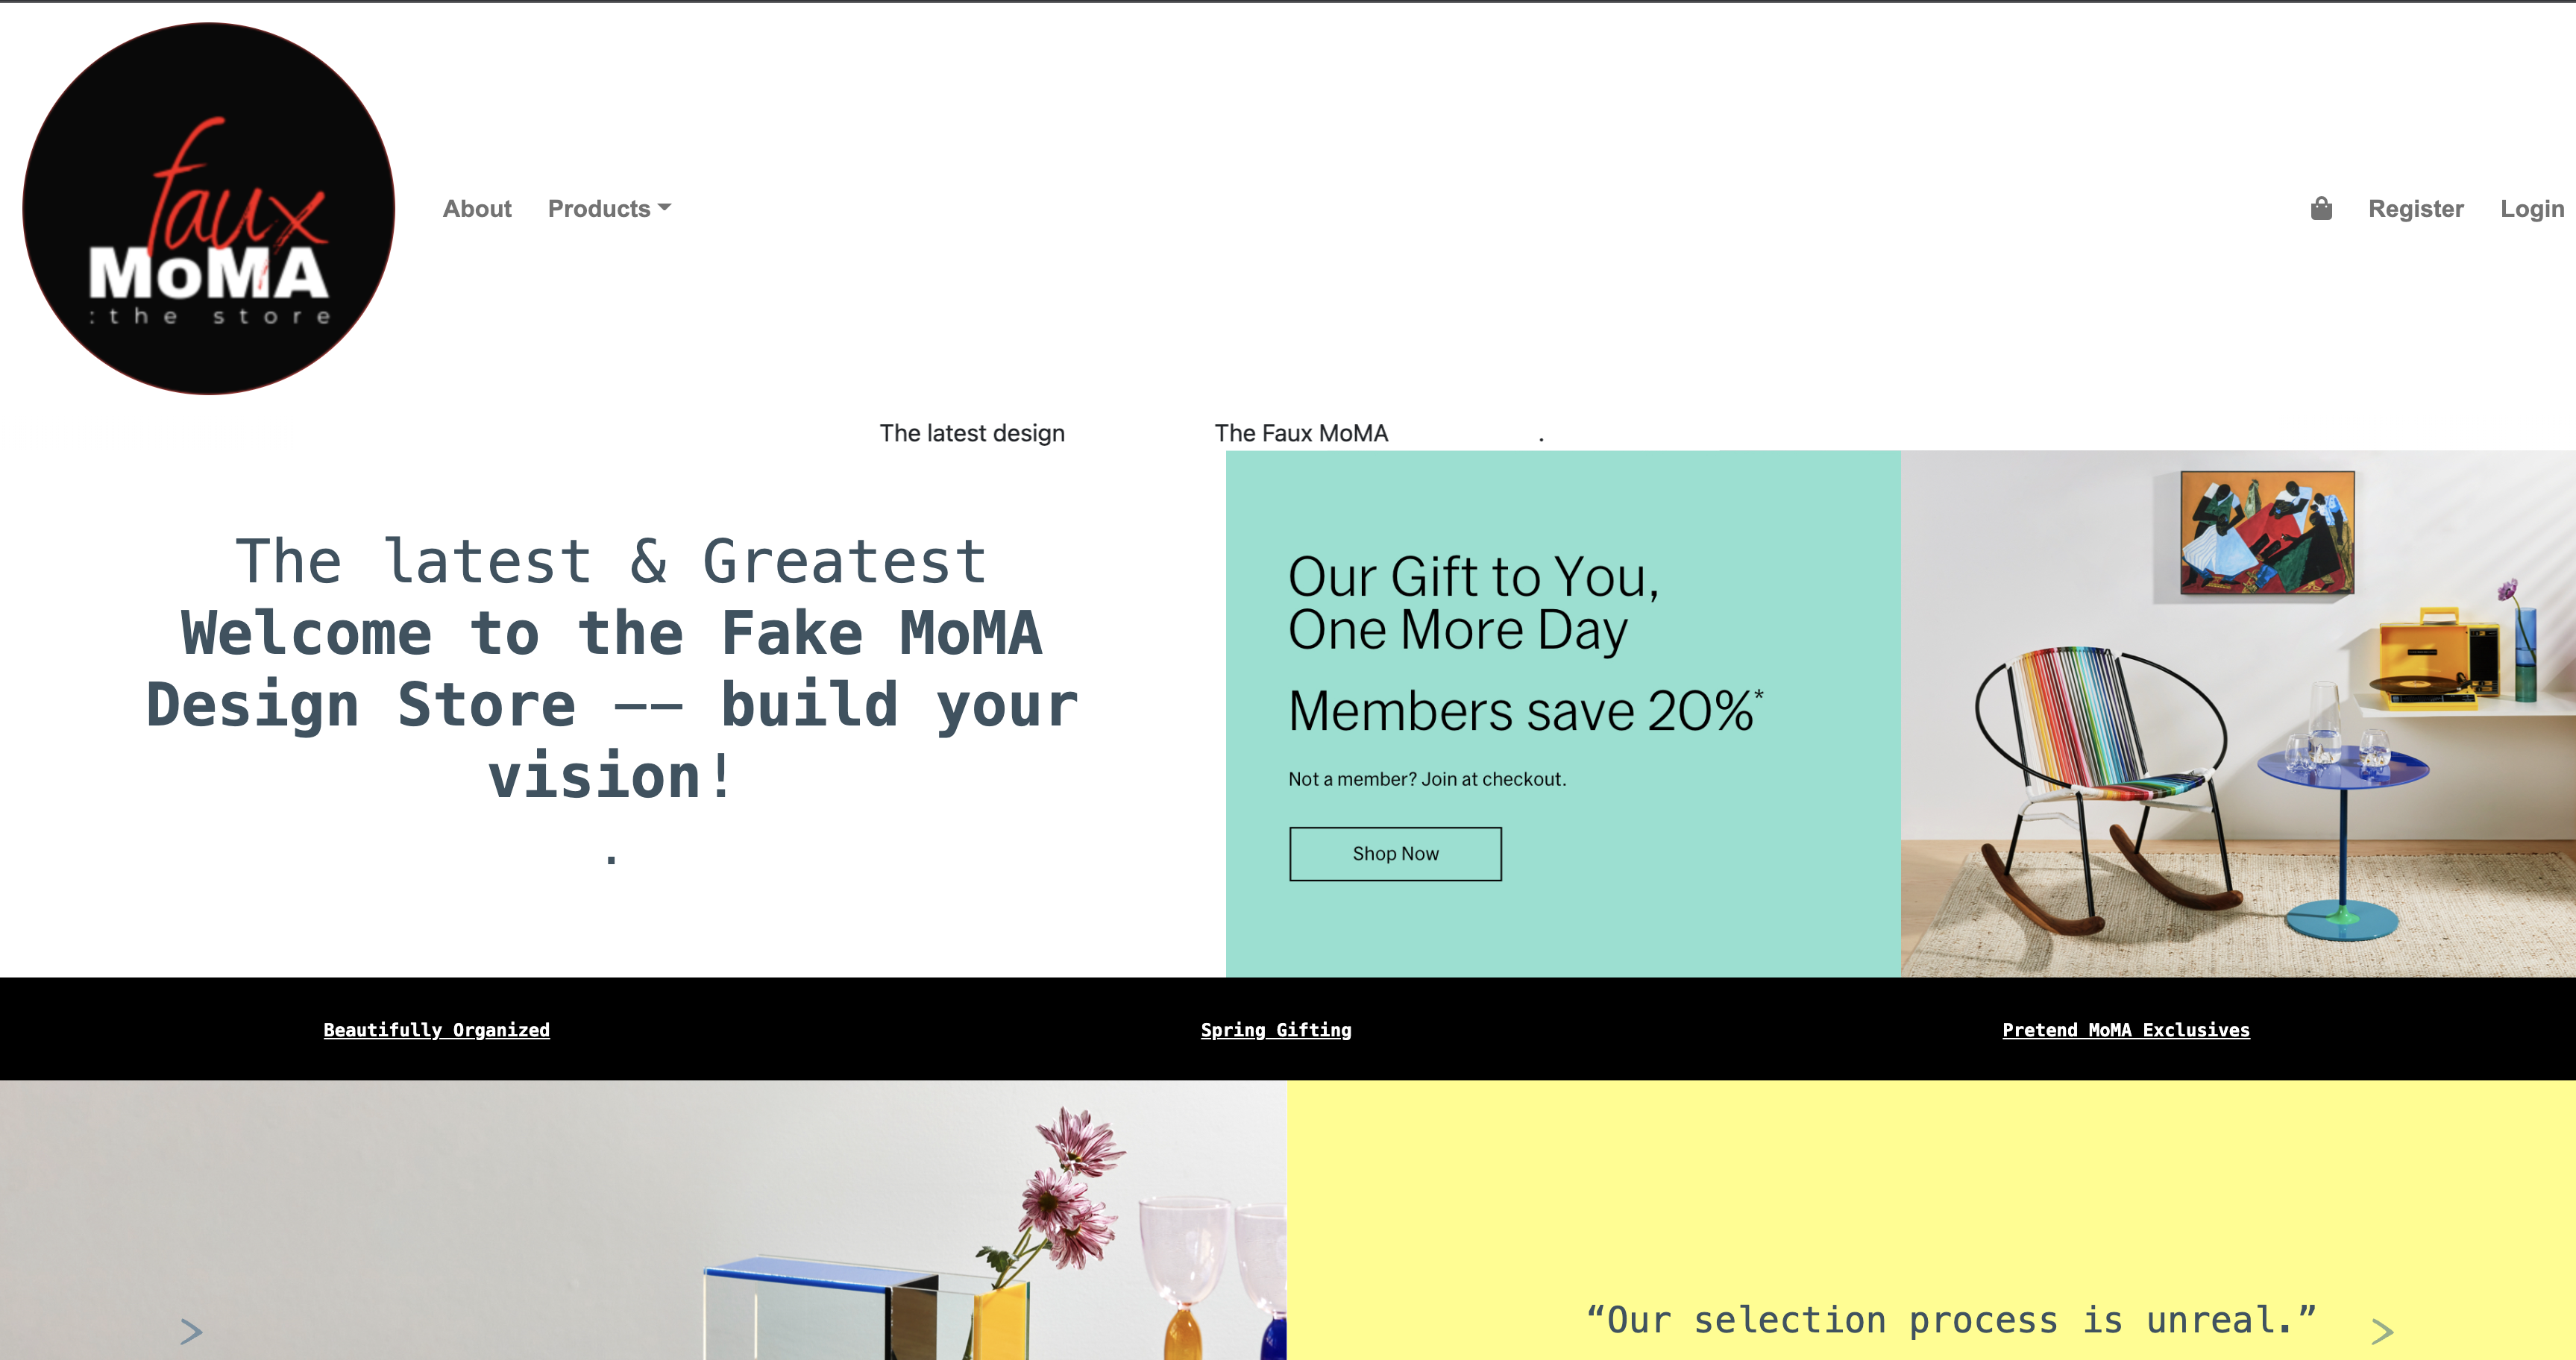 faux
MoMA
:the store
About Products
Register Login
The latest design The Faux MoMA .
The latest & Greatest
Welcome to the Fake MoMA
Design Store -- build your
vision!
.
Our Gift to You,
One More Day
Members save 20%*
Not a member? Join at checkout.
Shop Now
Beautifully Organized Spring Gifting Pretend MoMA Exclusives
> “Our selection process is unreal.” >